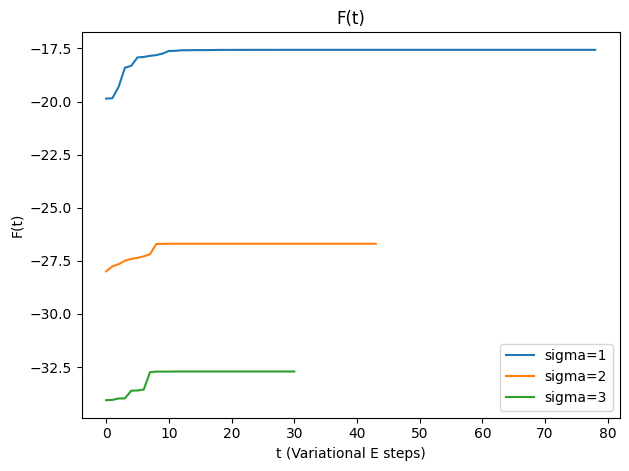 F(t)
−17.5
−20.0
−22.5
−25.0
−27.5
−30.0
−32.5
F(t)
sigma=1
sigma=2
sigma=3
0 10 20 30 40 50 60 70 80
t (Variational E steps)